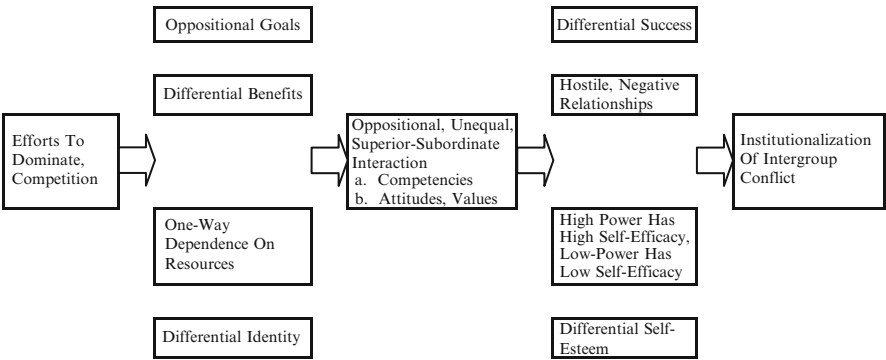 Efforts To
Dominate,
Competition
Oppositional Goals
Differential Benefits
One-Way
Dependence On
Resources
Differential Identity
Oppositional, Unequal,
Superior-Subordinate
Interaction
a. Competencies
b. Attitudes, Values
Differential Success
Hostile, Negative
Relationships
High Power Has
High Self-Efficacy,
Low-Power Has
Low Self-Efficacy
Differential Self-
Esteem
Institutionalization
Of Intergroup
Conflict